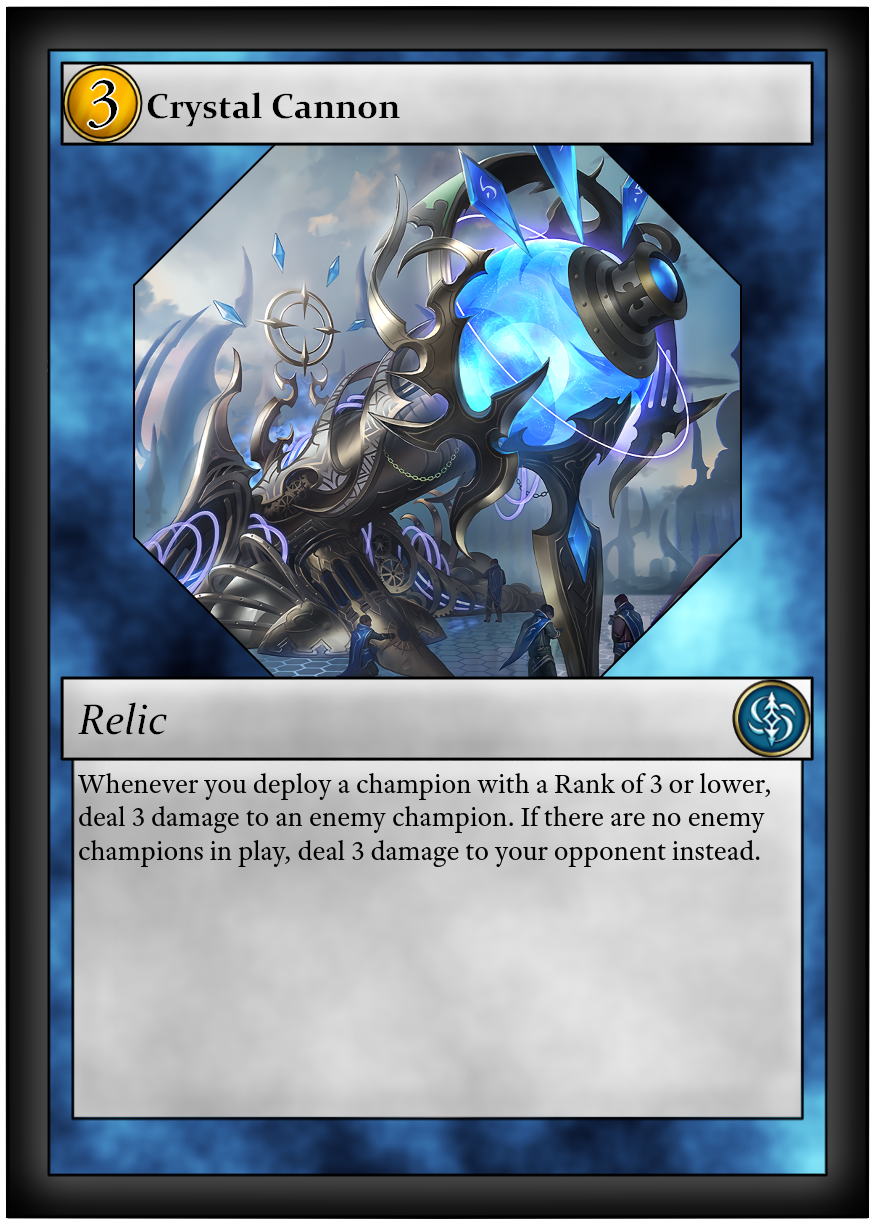 3
Crystal Cannon
Relic
Whenever you deploy a champion with a Rank of 3 or lower,
deal 3 damage to an enemy champion. If there are no enemy
champions in play, deal 3 damage to your opponent instead.